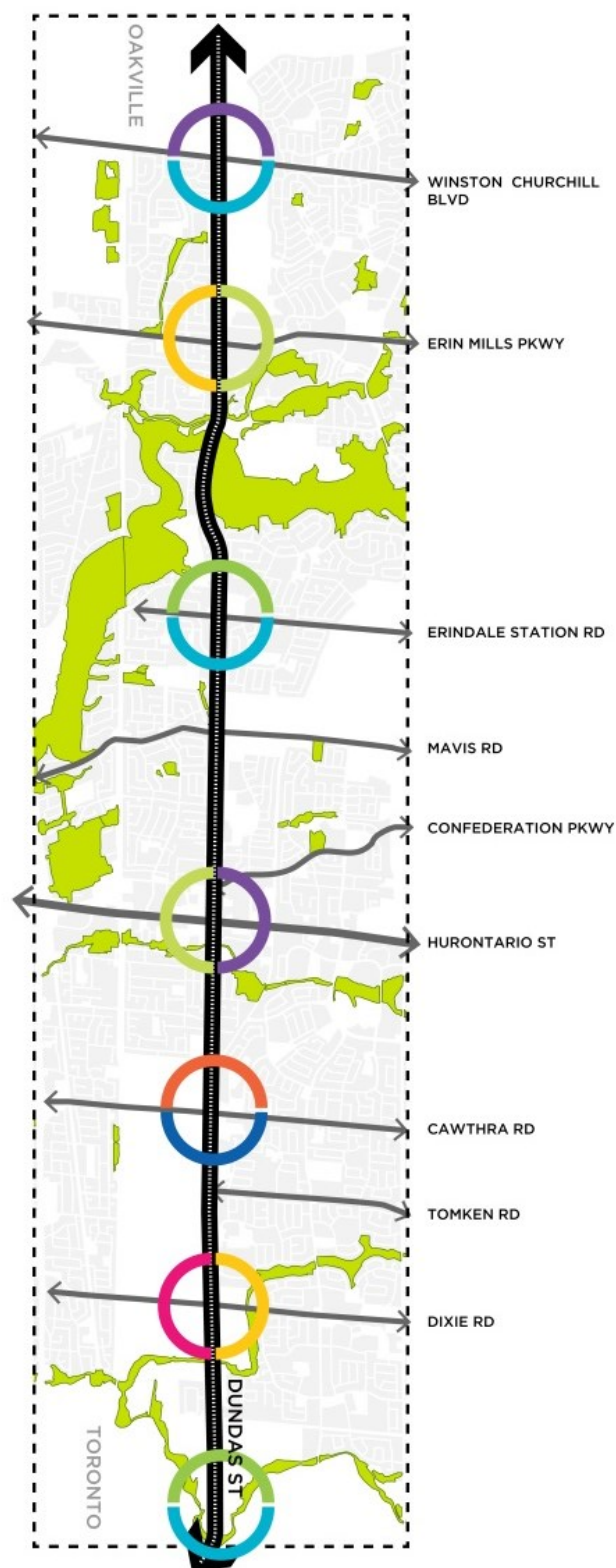 OAKVILLE
WINSTON CHURCHILL
BLVD
ERIN MILLS PKWY
ERINDALE STATION RD
MAVIS RD
CONFEDERATION PKWY
HURONTARIO ST
CAWTHRA RD
TOMKEN RD
DIXIE RD
DUNDAS ST
TORONTO